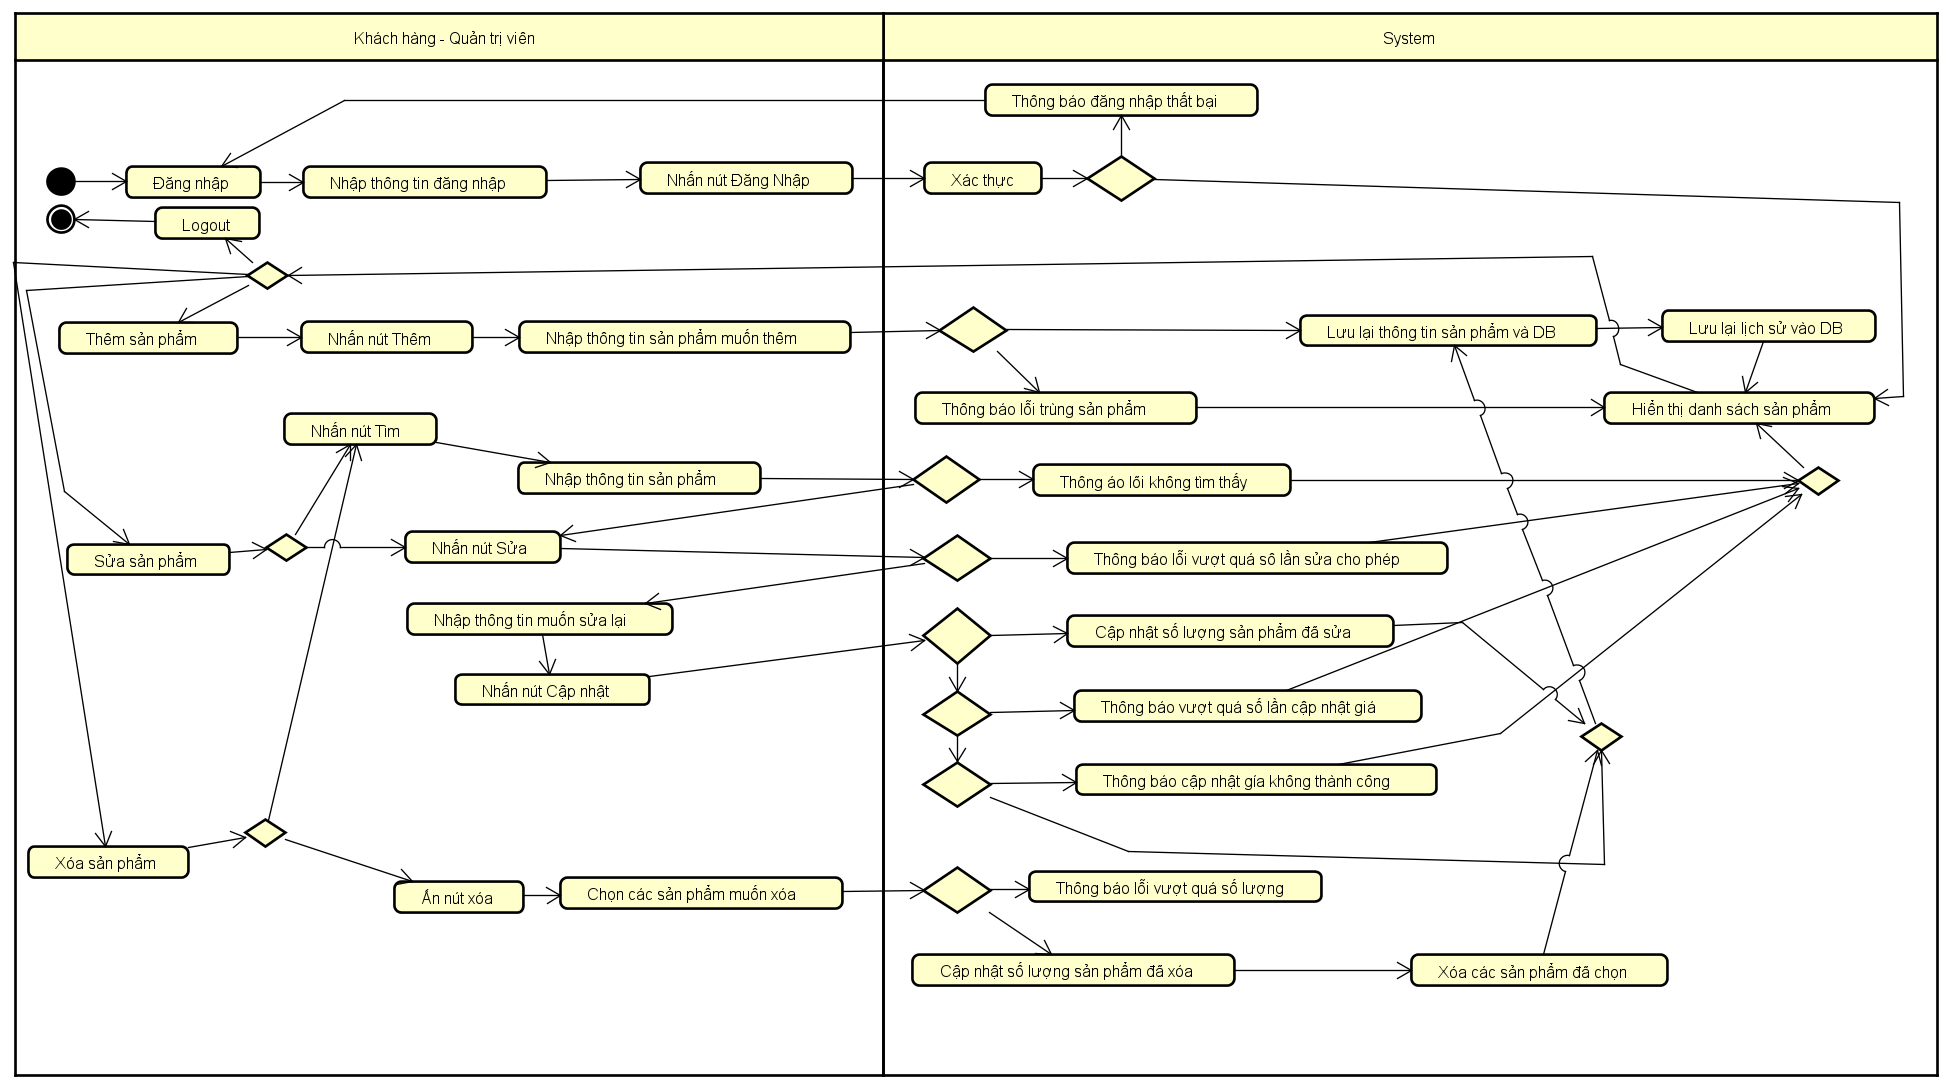 Khách hàng - Quản trị viên
System
Thông báo đăng nhập thất bại
Đăng nhập
Nhập thông tin đăng nhập
Nhấn nút Đăng Nhập
Xác thực
Logout
Thêm sản phẩm
Nhấn nút Thêm
Nhập thông tin sản phẩm muốn thêm
Lưu lại thông tin sản phẩm và DB
Lưu lại lịch sử vào DB
Thông báo lỗi trùng sản phẩm
Hiển thị danh sách sản phẩm
Nhấn nút Tìm
Nhập thông tin sản phẩm
Thông áo lõi không tìm thấy
Sửa sản phẩm
Nhấn nút Sửa
Thông báo lỗi vượt quá sô lần sửa cho phép
Nhập thông tin muốn sửa lại
Cập nhật số lượng sản phẩm đã sửa
Nhấn nút Cập nhật
Thông báo vượt quá số lần cập nhật giá
Thông báo cập nhật gía không thành công
Xóa sản phẩm
Ấn nút xóa
Chọn các sản phẩm muốn xóa
Thông báo lỗi vượt quá số lượng
Cập nhật số lượng sản phẩm đã xóa
Xóa các sản phẩm đã chọn